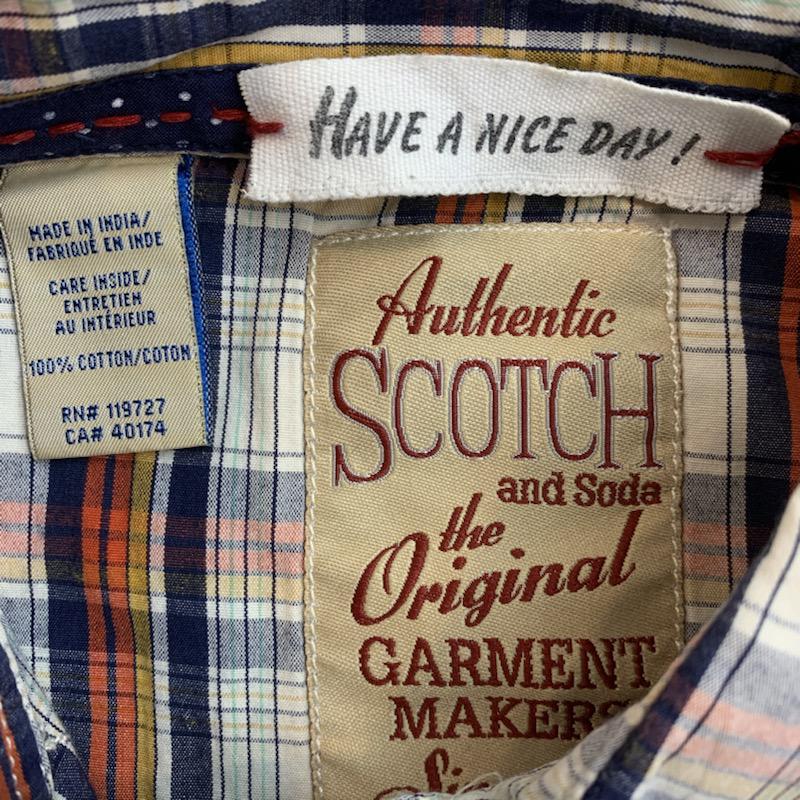 HAVE A NICE DAY!
MADE IN INDIA/
FABRIQUÉ EN INDE
CARE INSIDE/
ENTRETIEN
AU INTÉRIEUR
100% COTTON/COTON
RN# 119727
CA# 40174
Authentic
SCOTCH
and Soda
the
Original
GARMENT
MAKERS